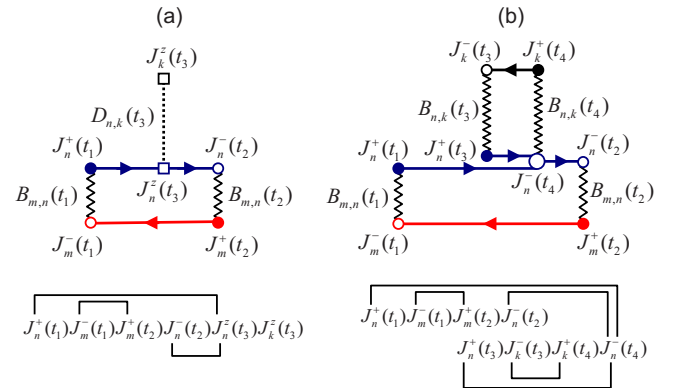 (a)
J_k^z(t_3)
D_{n,k}(t_3)
J_n^+(t_1) J_n^-(t_2)
J_n^z(t_3)
B_{m,n}(t_1) B_{m,n}(t_2)
J_m^-(t_1) J_m^+(t_2)
J_n^+(t_1)J_m^-(t_1)J_m^+(t_2)J_n^-(t_2)J_n^z(t_3)J_k^z(t_3)
(b)
J_k^-(t_3) J_k^+(t_4)
B_{n,k}(t_3) B_{n,k}(t_4)
J_n^+(t_1) J_n^+(t_3) J_n^-(t_2)
J_n^-(t_4)
B_{m,n}(t_1) B_{m,n}(t_2)
J_m^-(t_1) J_m^+(t_2)
J_n^+(t_1)J_m^-(t_1)J_m^+(t_2)J_n^-(t_2)
J_n^+(t_3)J_k^-(t_3)J_k^+(t_4)J_n^-(t_4)